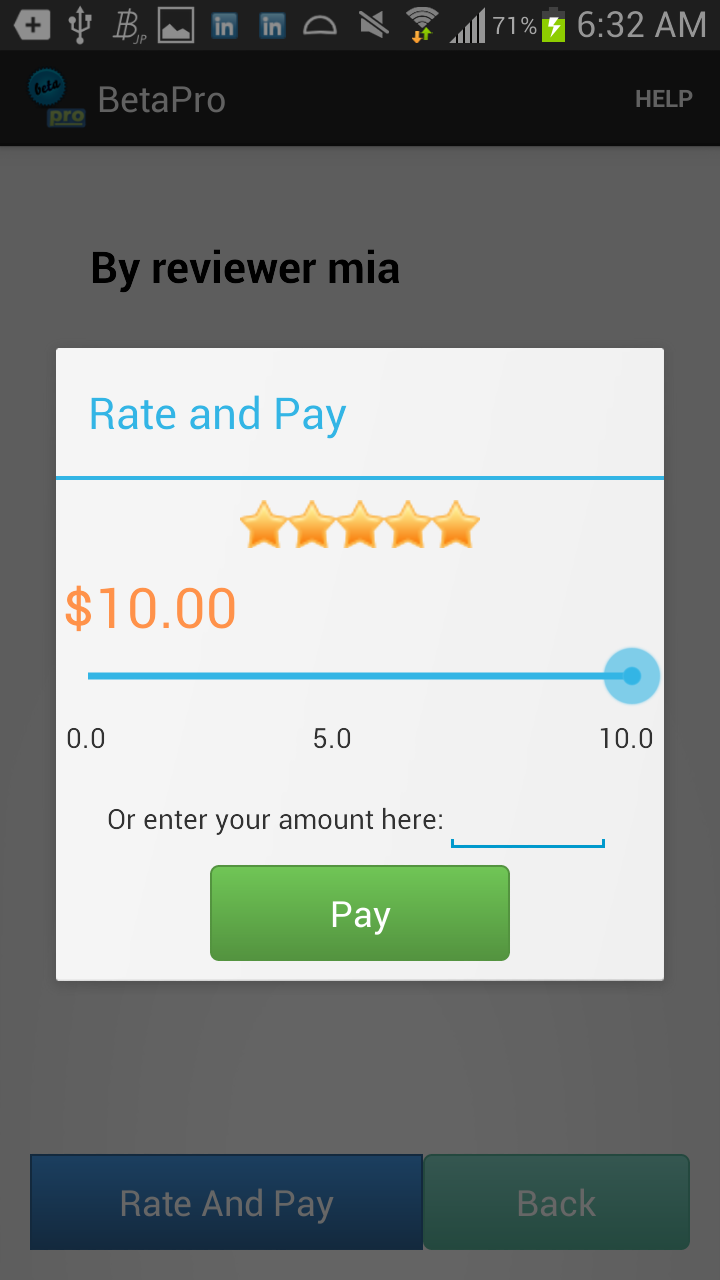 71% 6:32 AM
beta
pro
BetaPro
HELP
By reviewer mia
Rate and Pay
$10.00
0.0 5.0 10.0
Or enter your amount here:
Pay
Rate And Pay
Back